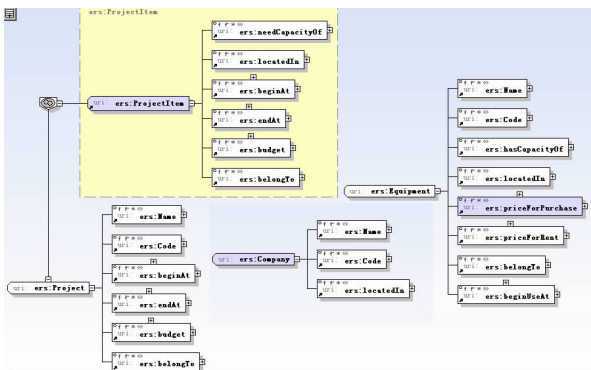 ers:ProjectItem
uri: ers:needCapacityOf
uri: ers:locatedIn
uri: ers:beginAt
uri: ers:endAt
uri: ers:budget
uri: ers:belongTo
uri: ers:ProjectItem
uri: ers:Name
uri: ers:Code
uri: ers:hasCapacityOf
uri: ers:locatedIn
uri: ers:priceForPurchase
uri: ers:priceForRent
uri: ers:belongTo
uri: ers:beginUseAt
uri: ers:Equipment
uri: ers:Name
uri: ers:Code
uri: ers:beginAt
uri: ers:endAt
uri: ers:budget
uri: ers:belongTo
uri: ers:Project
uri: ers:Name
uri: ers:Code
uri: ers:locatedIn
uri: ers:Company